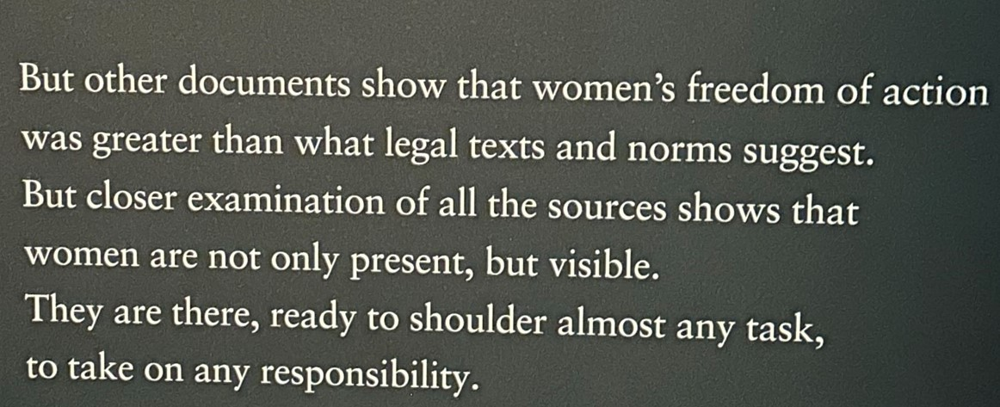 But other documents show that women’s freedom of action
was greater than what legal texts and norms suggest.
But closer examination of all the sources shows that
women are not only present, but visible.
They are there, ready to shoulder almost any task,
to take on any responsibility.